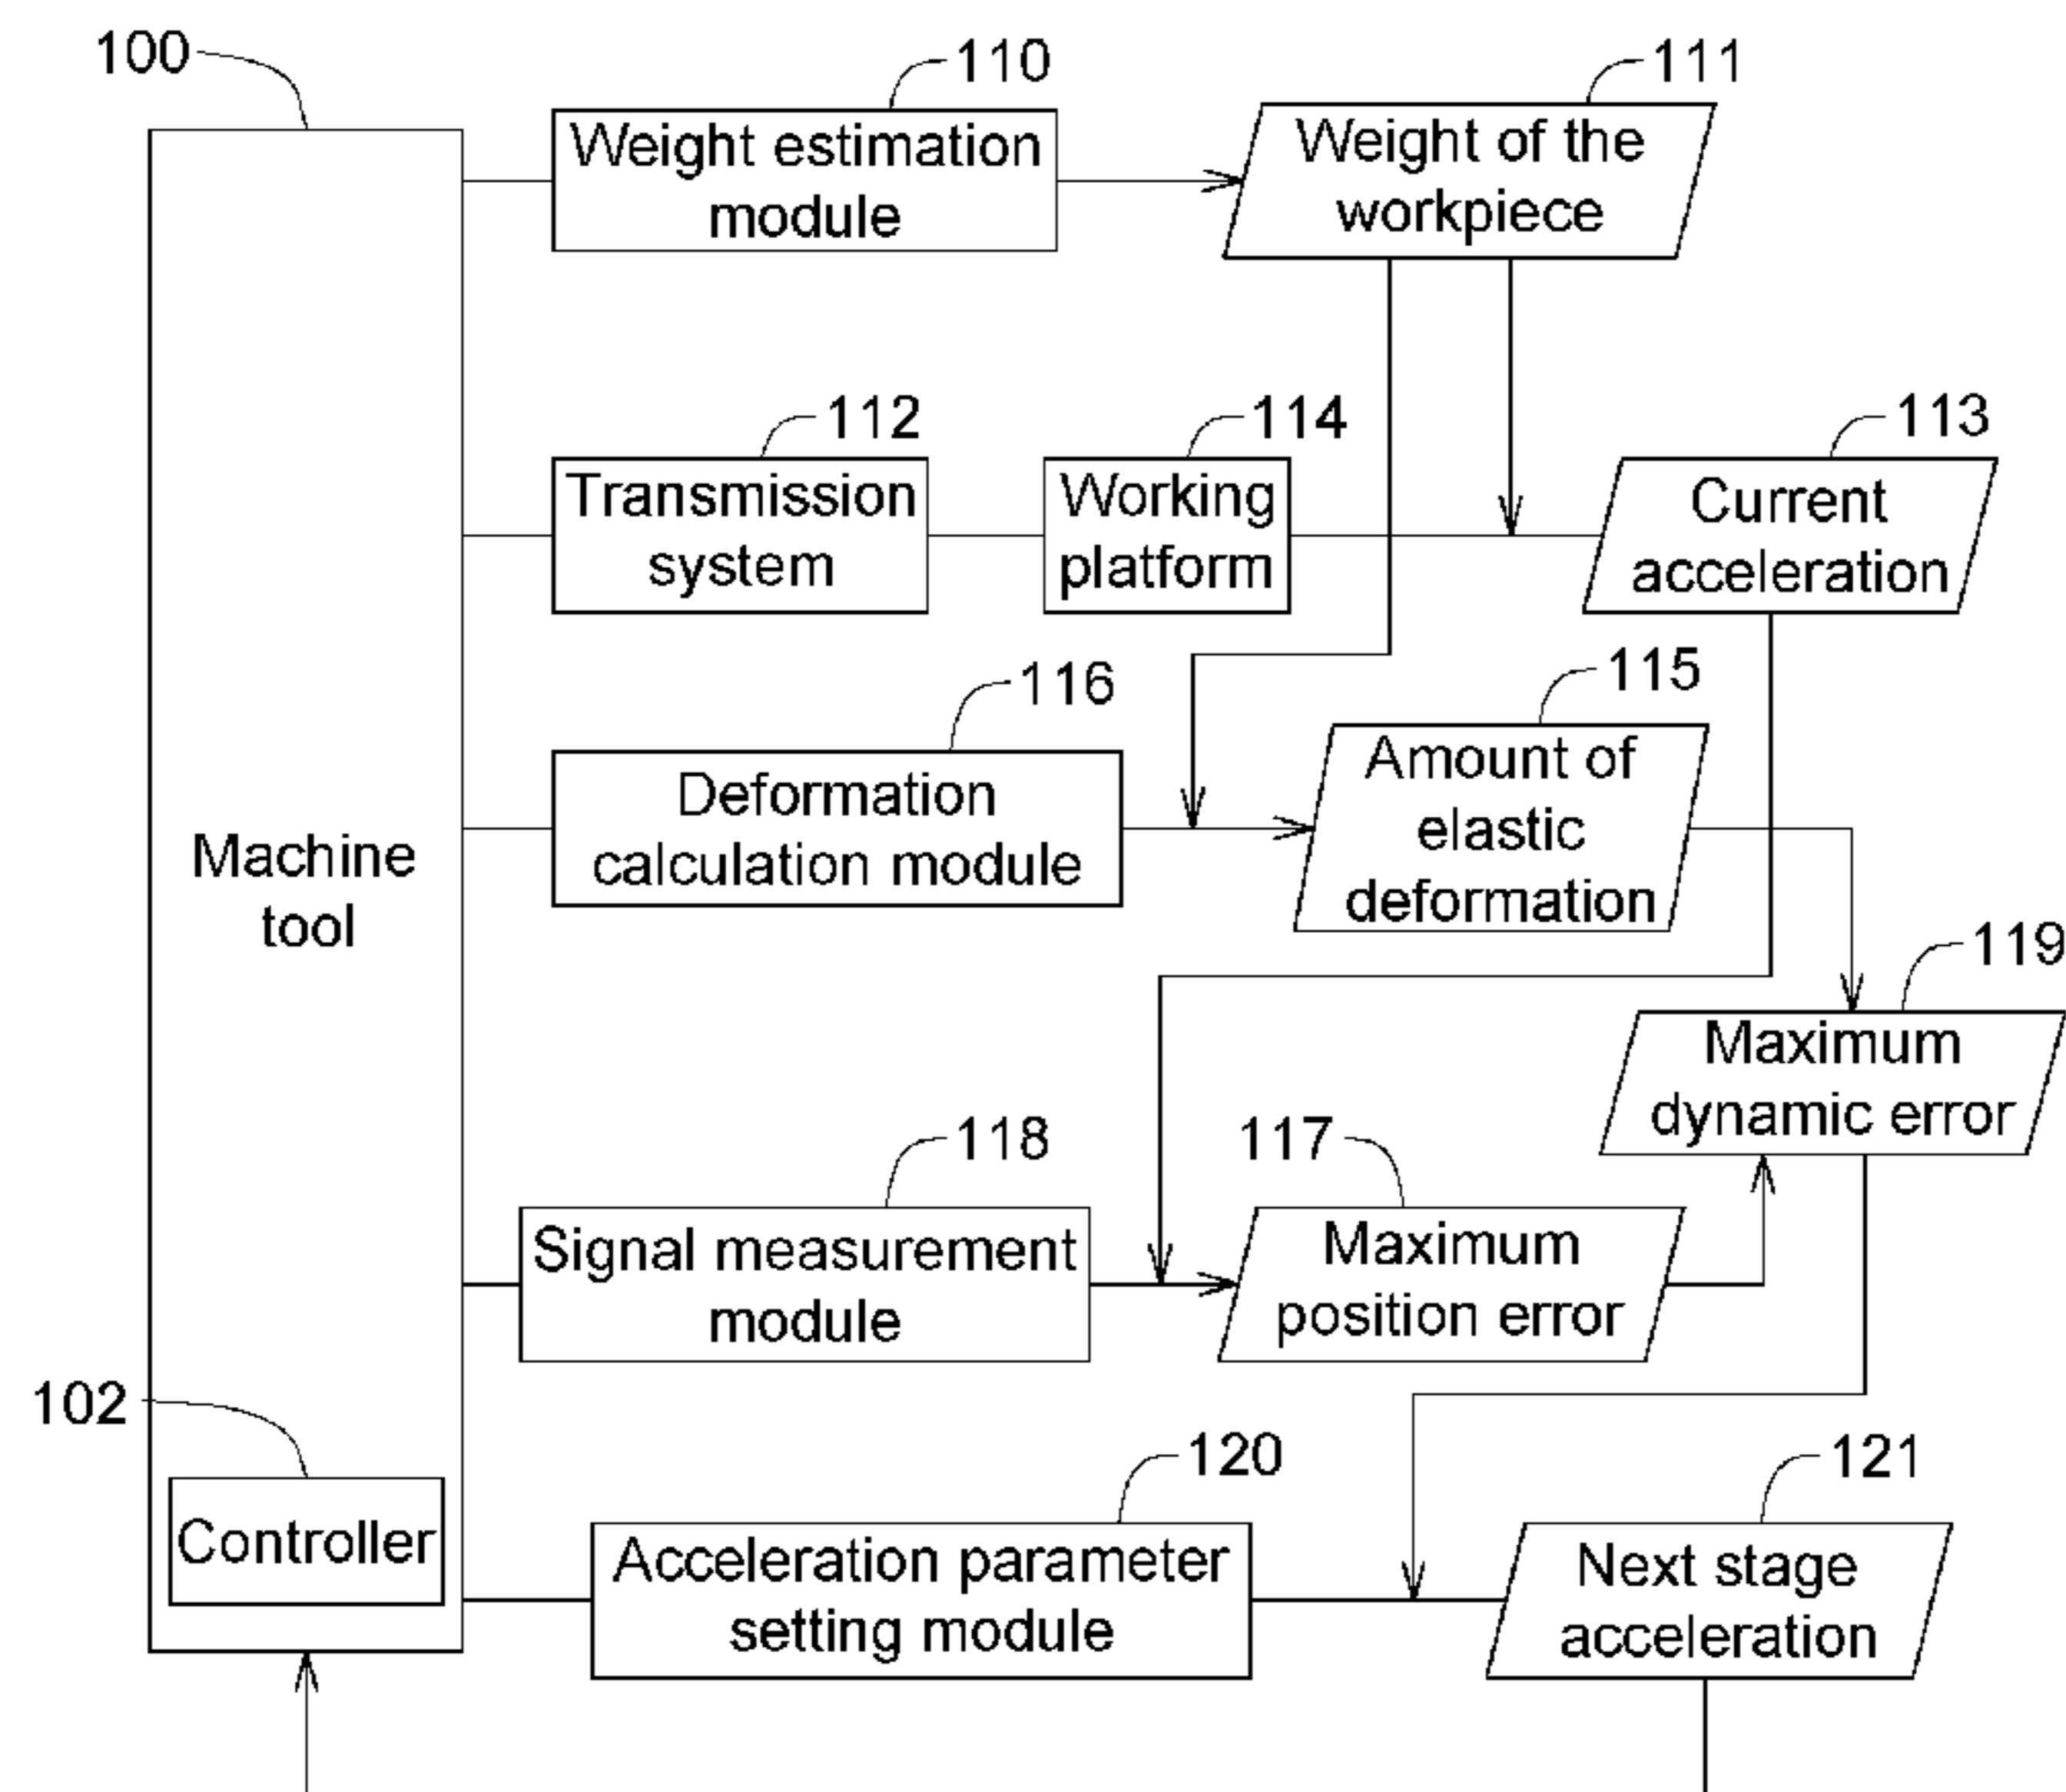 100
110
111
Weight estimation
module
Weight of the
workpiece
112
114
113
Transmission
system
Working
platform
Current
acceleration
116
115
Deformation
calculation module
Amount of
elastic
deformation
Machine
tool
119
Maximum
dynamic error
118
117
Signal measurement
module
Maximum
position error
102
120
121
Controller
Acceleration parameter
setting module
Next stage
acceleration